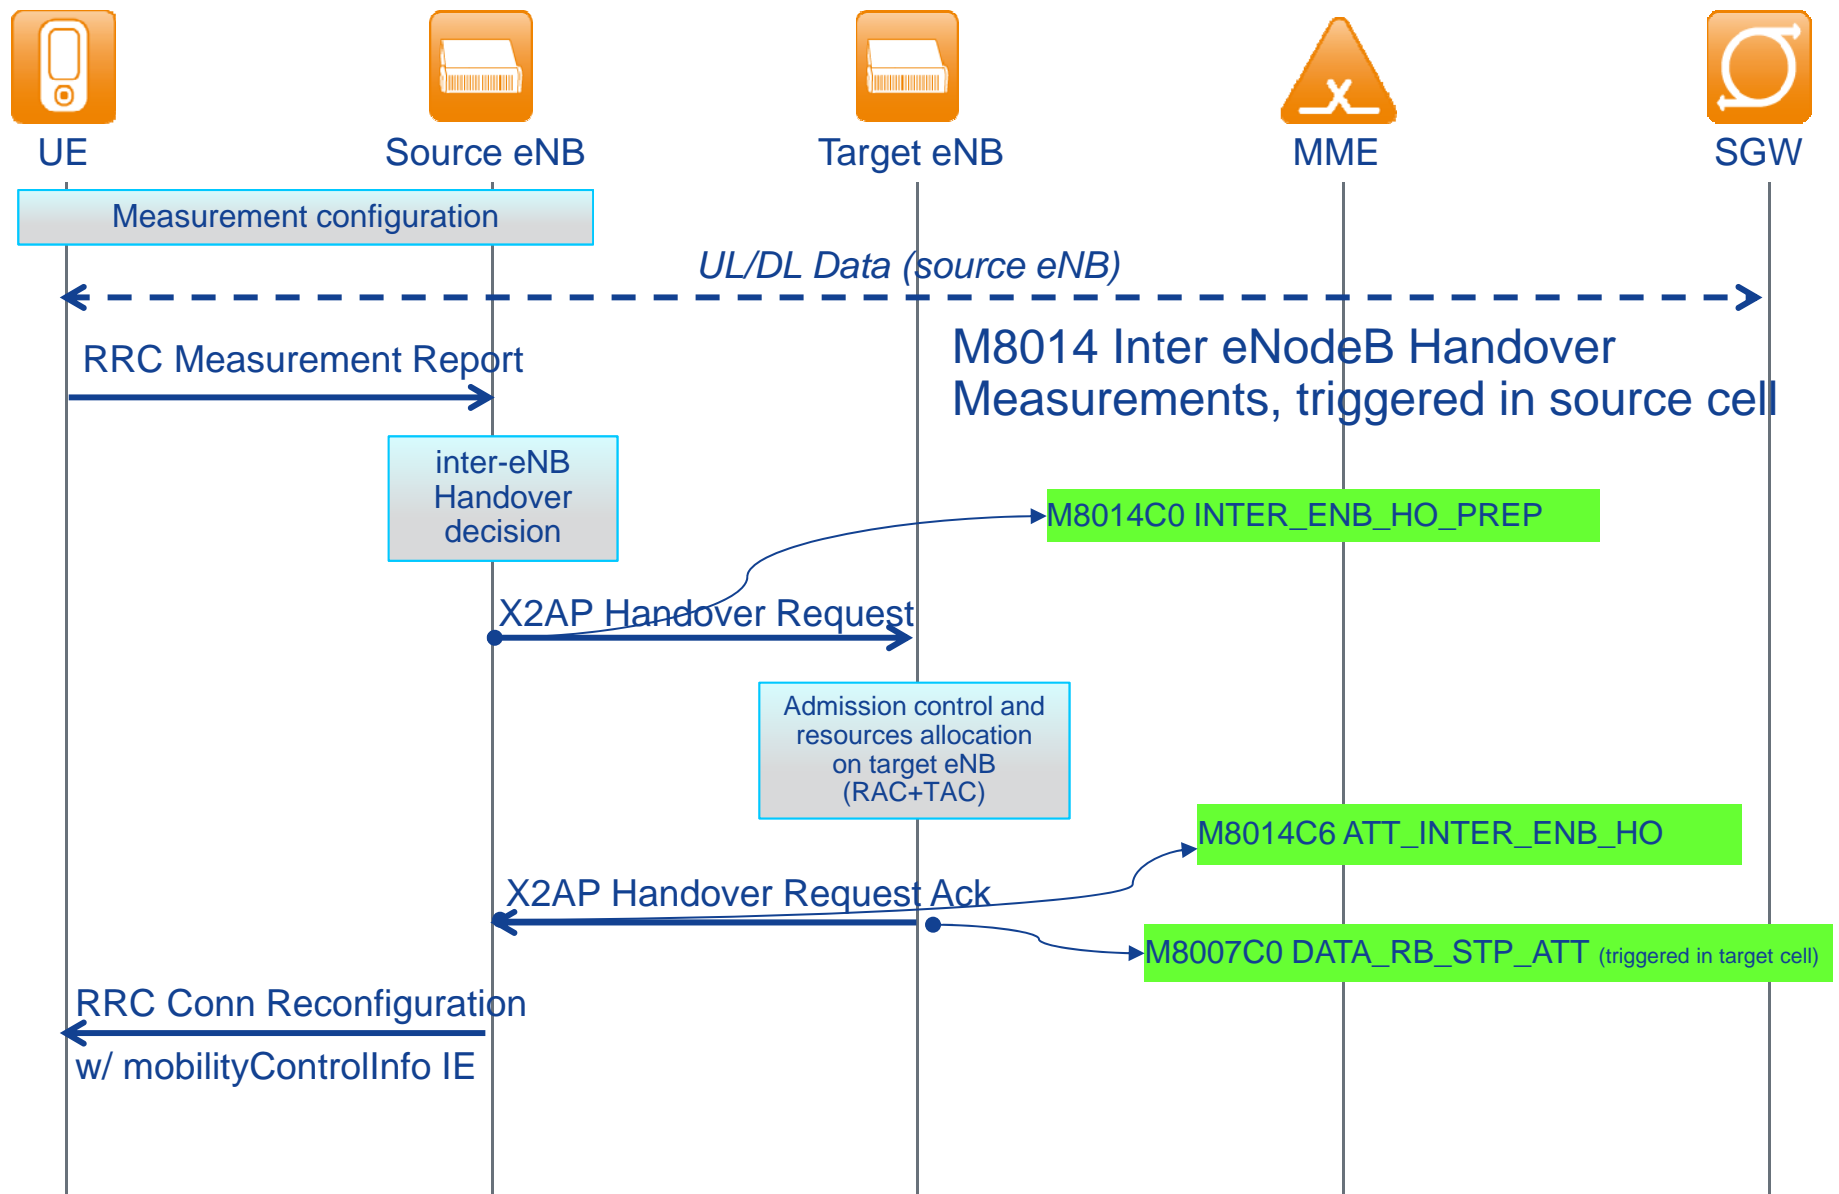 UE
Source eNB
Target eNB
MME
SGW
Measurement configuration
UL/DL Data (source eNB)
RRC Measurement Report
M8014 Inter eNodeB Handover
Measurements, triggered in source cell
inter-eNB
Handover
decision
M8014C0 INTER_ENB_HO_PREP
X2AP Handover Request
Admission control and
resources allocation
on target eNB
(RAC+TAC)
M8014C6 ATT_INTER_ENB_HO
X2AP Handover Request Ack
M8007C0 DATA_RB_STP_ATT (triggered in target cell)
RRC Conn Reconfiguration
w/ mobilityControlInfo IE